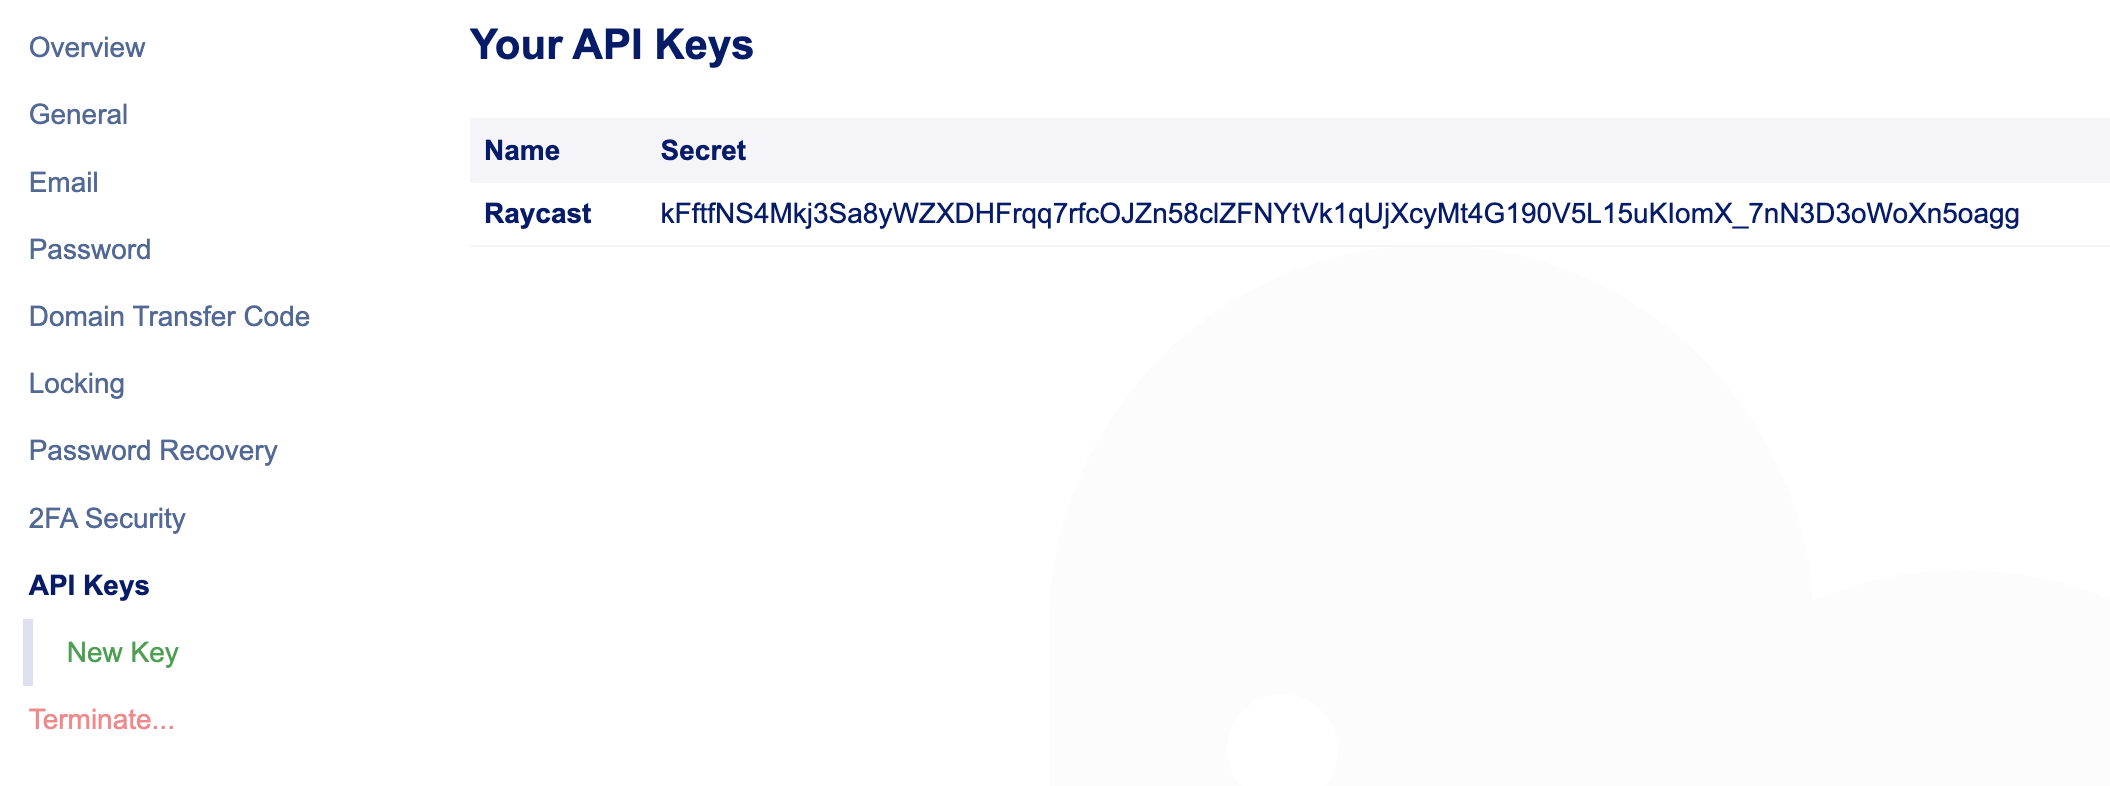 Overview
General
Email
Password
Domain Transfer Code
Locking
Password Recovery
2FA Security
API Keys
New Key
Terminate...
Your API Keys
Name Secret
Raycast kFftfNS4Mkj3Sa8yWZXDHFrqq7rfcOJZn58clZFNYtVk1qUjXcyMt4G190V5L15uKIomX_7nN3D3oWoXn5oagg